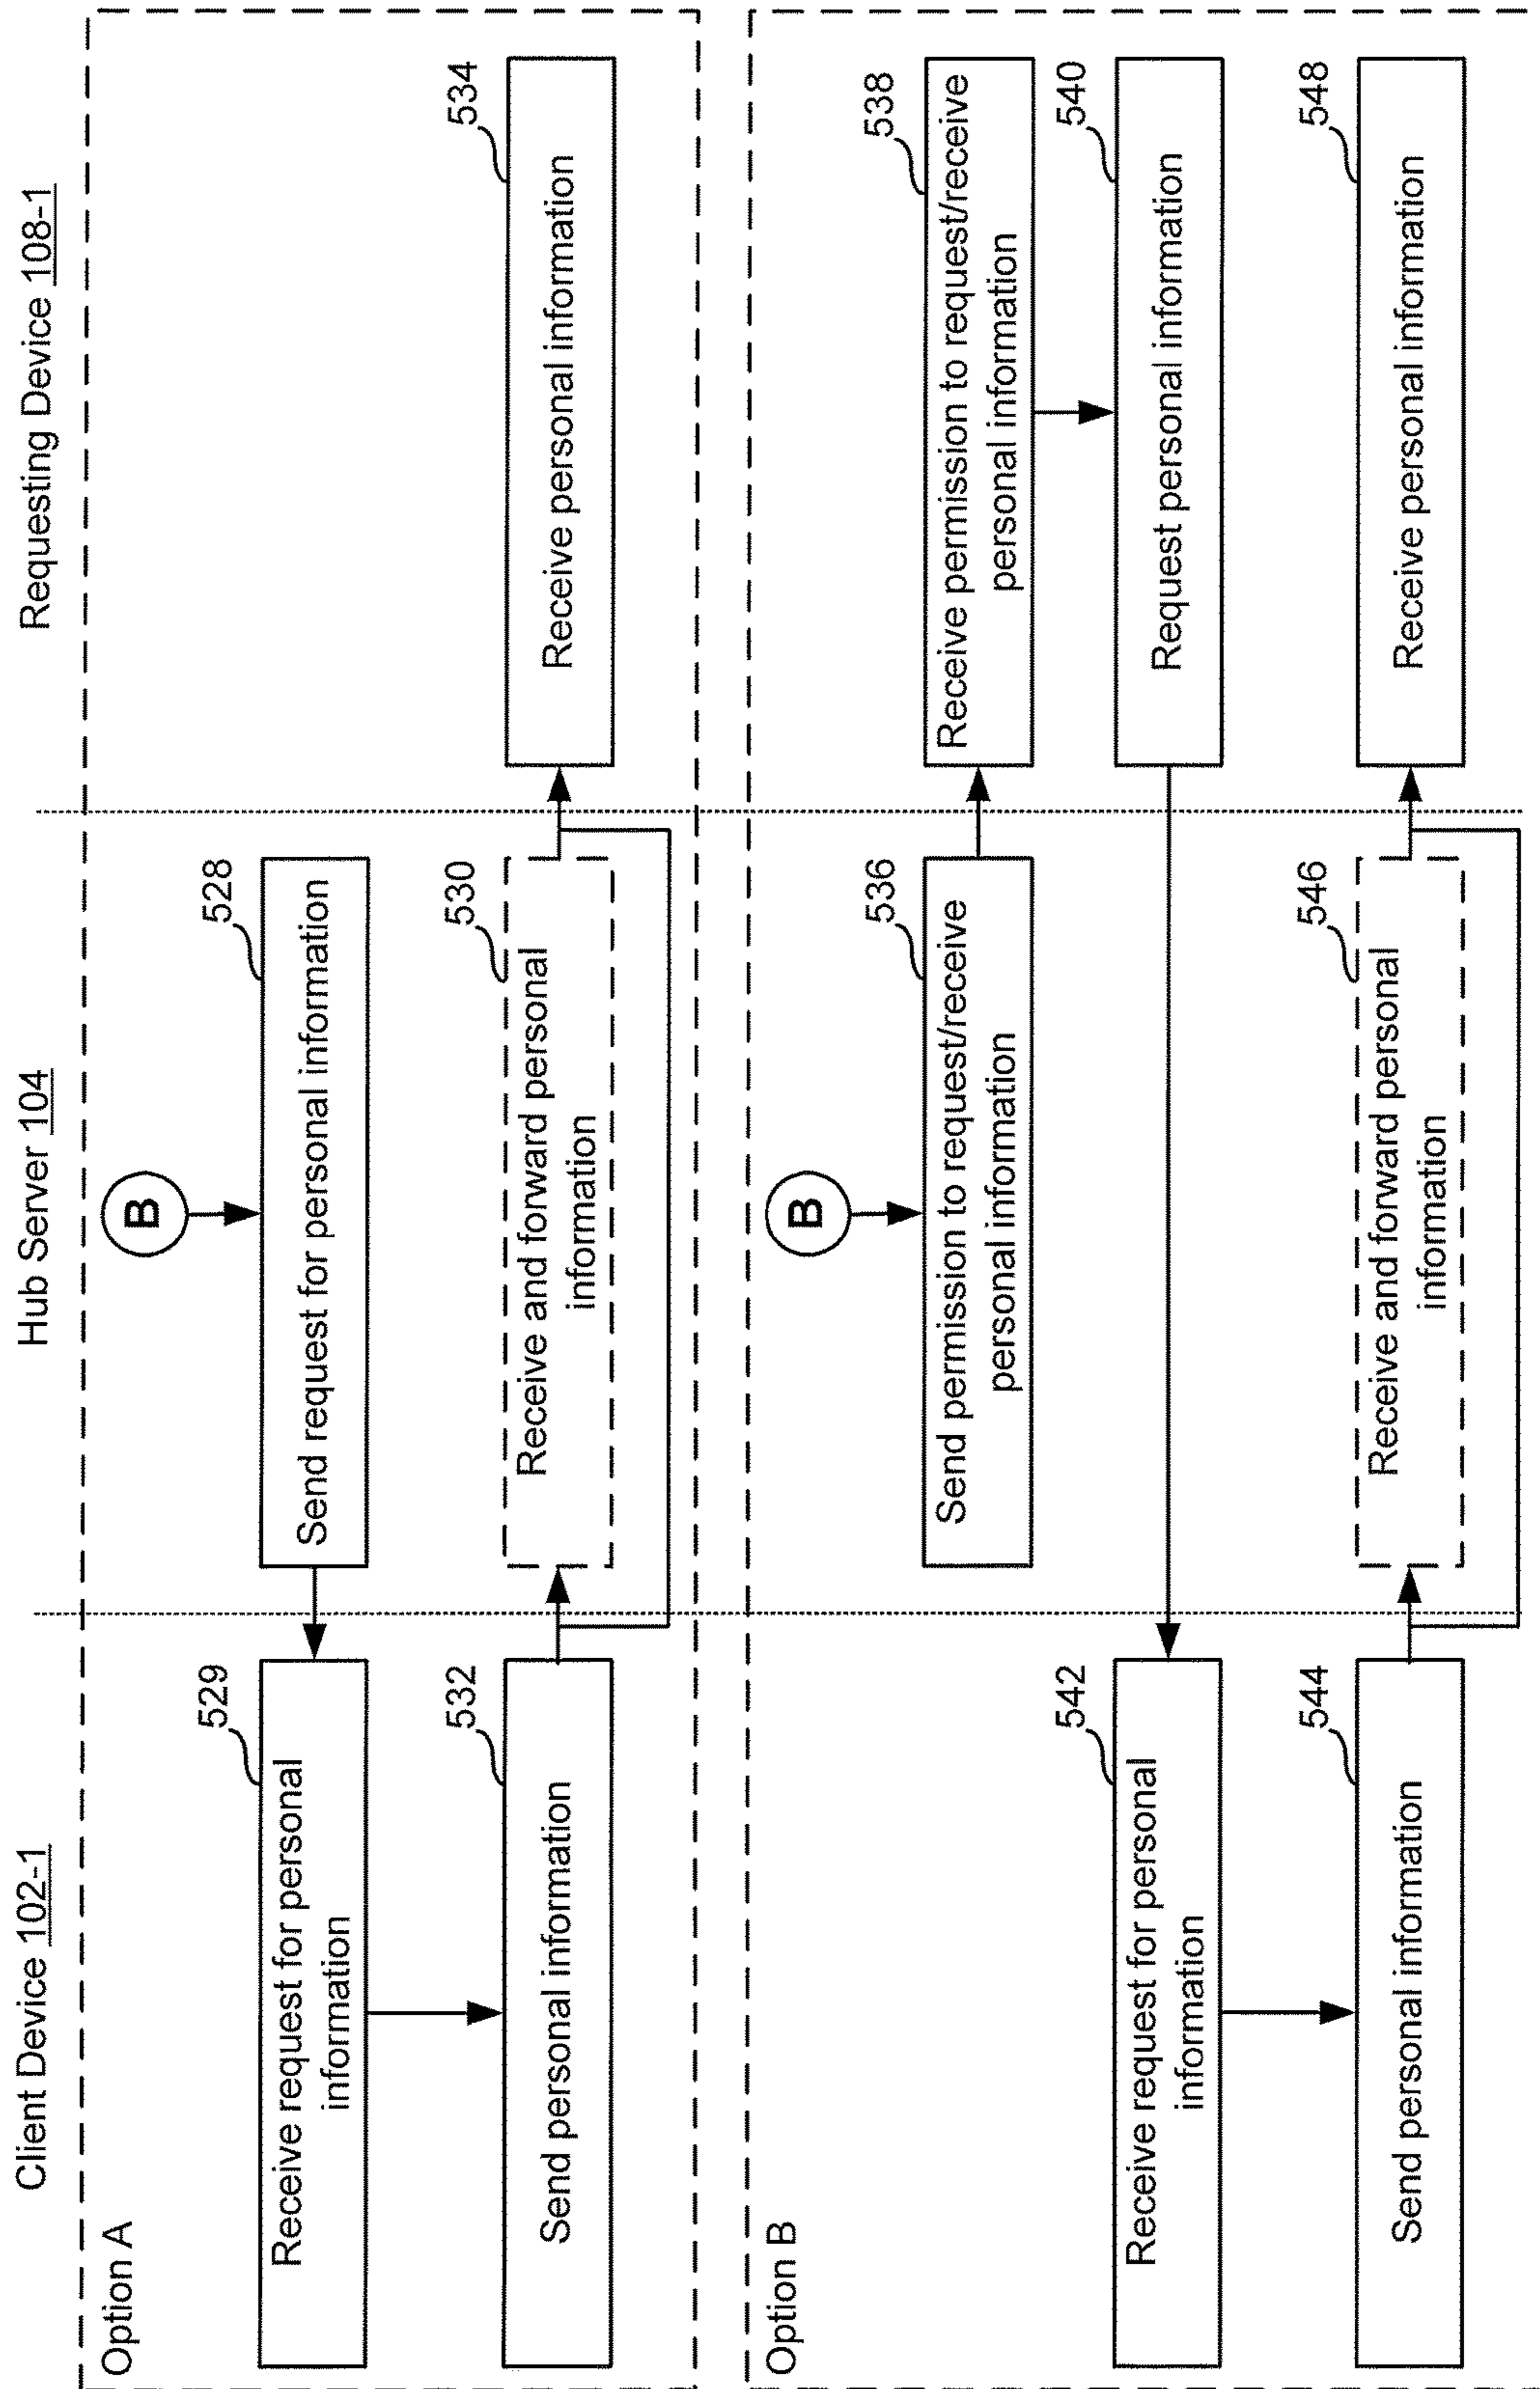 Client Device 102-1
Hub Server 104
Requesting Device 108-1
Option A
B
528
Send request for personal information
529
Receive request for personal
information
532
Send personal information
530
Receive and forward personal
information
534
Receive personal information
Option B
B
536
Send permission to request/receive
personal information
538
Receive permission to request/receive
personal information
540
Request personal information
542
Receive request for personal
information
544
Send personal information
546
Receive and forward personal
information
548
Receive personal information